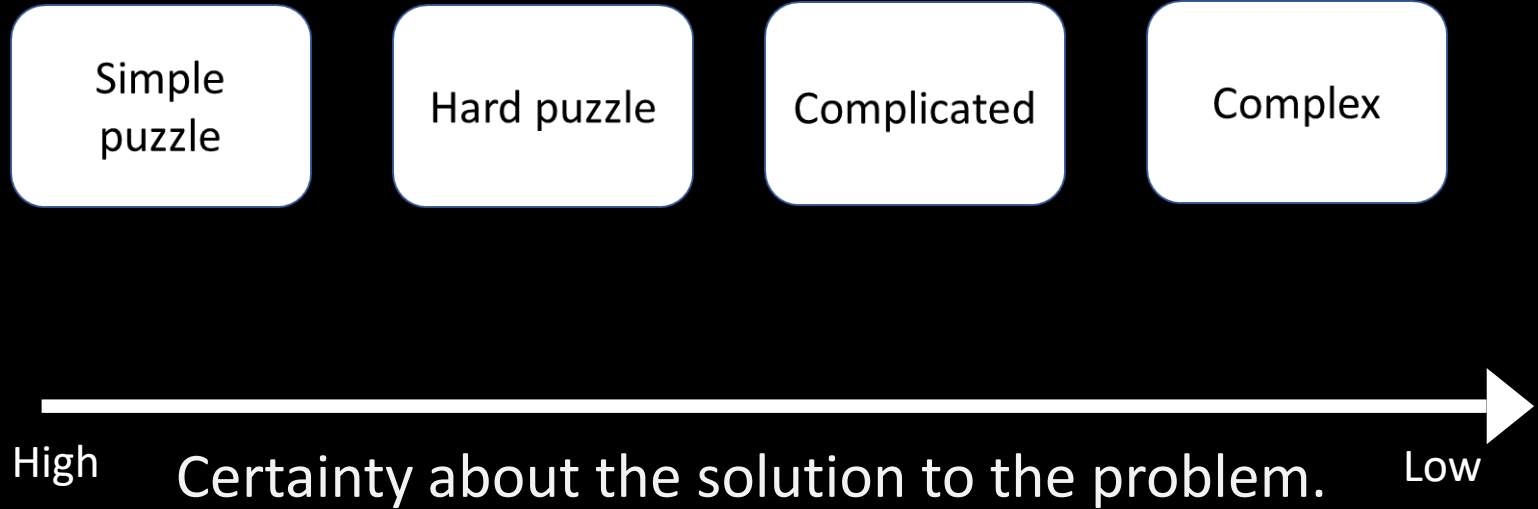 Simple
puzzle
Hard puzzle
Complicated
Complex
High
Certainty about the solution to the problem.
Low